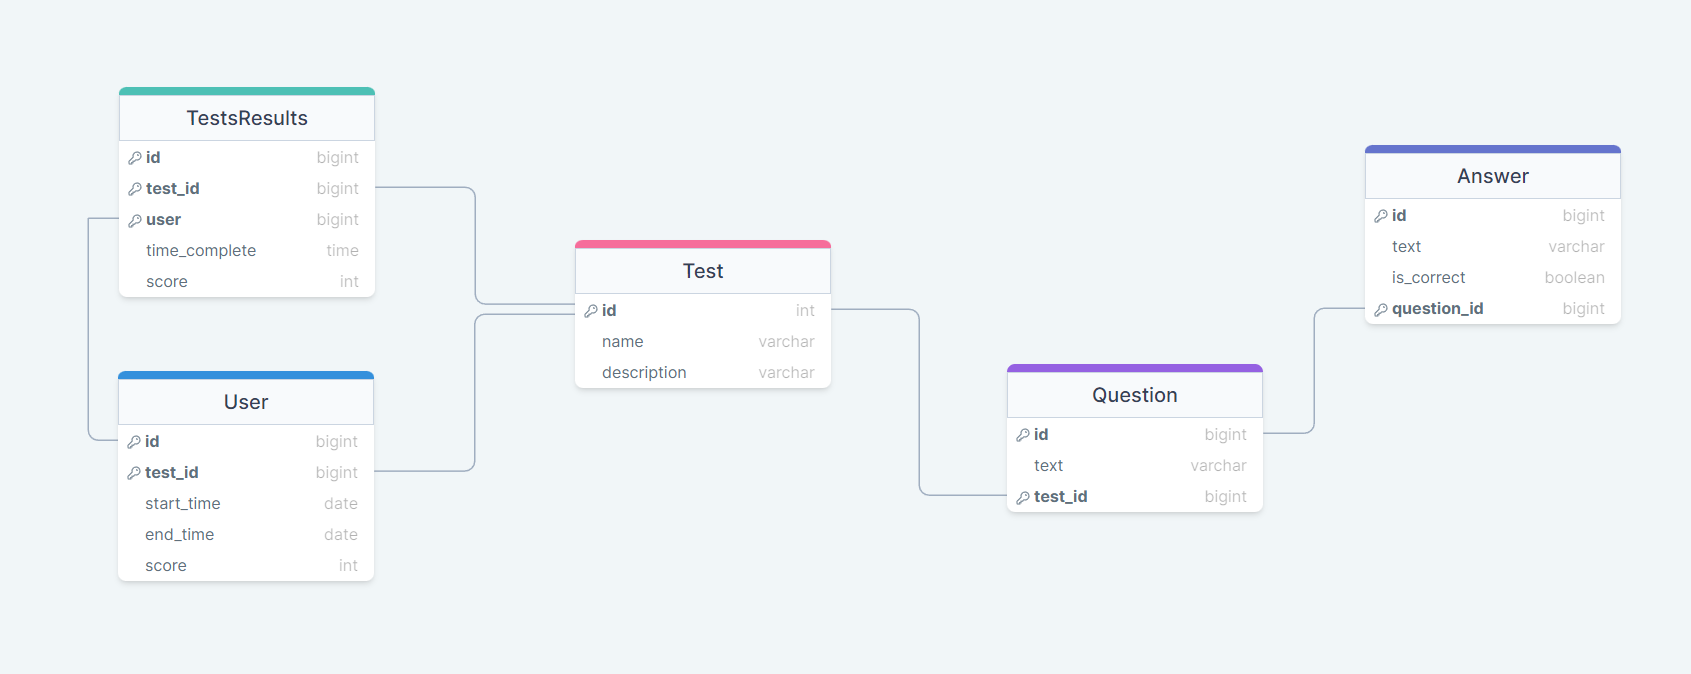 TestsResults
id bigint
test_id bigint
user bigint
time_complete time
score int
User
id bigint
test_id bigint
start_time date
end_time date
score int
Test
id int
name varchar
description varchar
Question
id bigint
text varchar
test_id bigint
Answer
id bigint
text varchar
is_correct boolean
question_id bigint